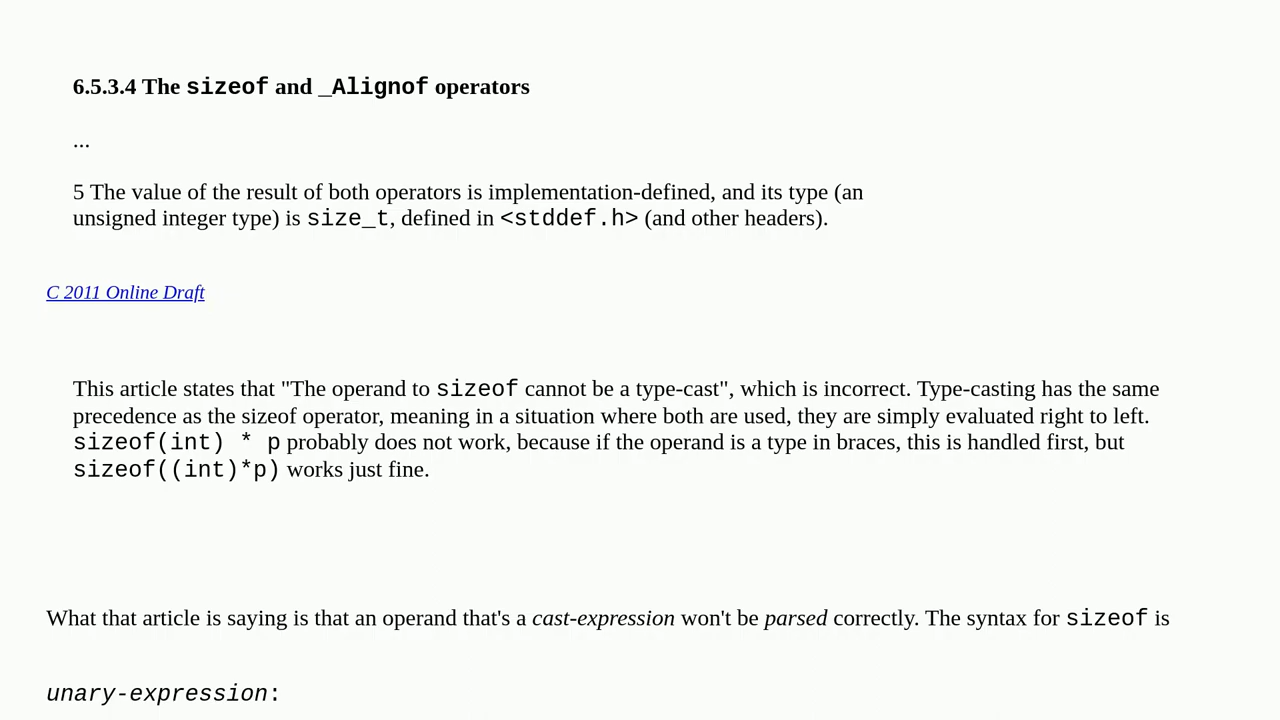 6.5.3.4 The sizeof and _Alignof operators
...
5 The value of the result of both operators is implementation-defined, and its type (an
unsigned integer type) is size_t, defined in <stddef.h> (and other headers).
C 2011 Online Draft
This article states that "The operand to sizeof cannot be a type-cast", which is incorrect. Type-casting has the same
precedence as the sizeof operator, meaning in a situation where both are used, they are simply evaluated right to left.
sizeof(int) * p probably does not work, because if the operand is a type in braces, this is handled first, but
sizeof((int)*p) works just fine.
What that article is saying is that an operand that's a cast-expression won't be parsed correctly. The syntax for sizeof is
unary-expression: